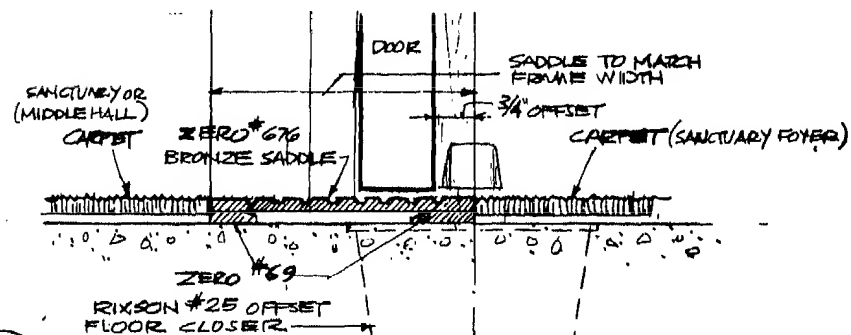 DOOR
SADDLE TO MATCH
FRAME WIDTH
3/4" OFFSET
SANCTUARY OR
(MIDDLE HALL)
CARPET
ZERO #676
BRONZE SADDLE
CARPET (SANCTUARY FOYER)
ZERO #69
RIXSON #25 OFFSET
FLOOR CLOSER